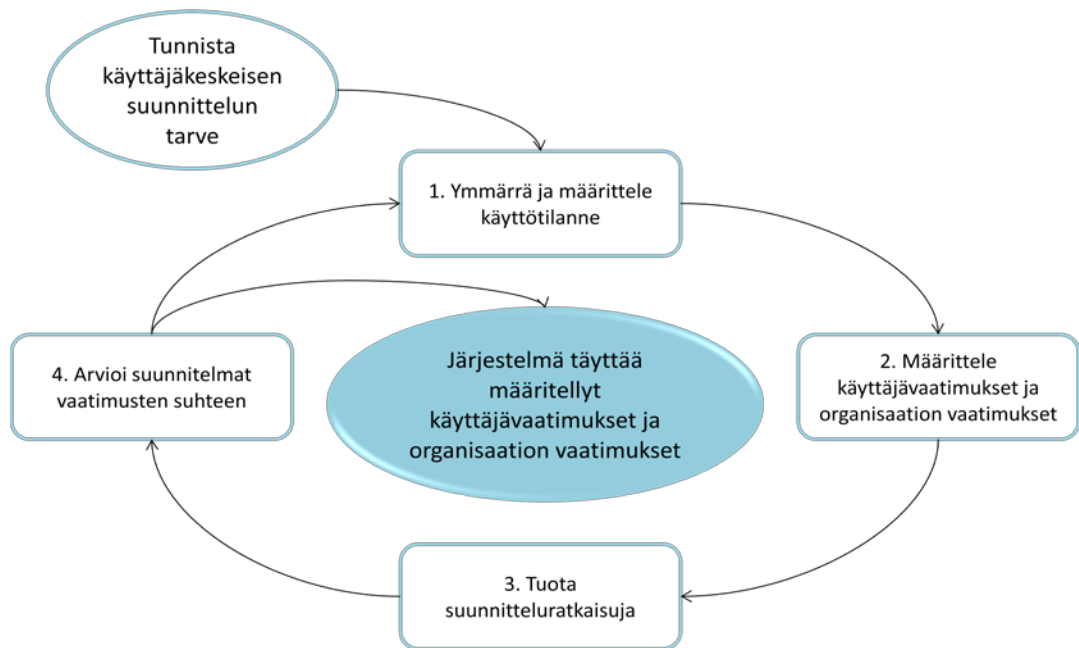 Tunnista
käyttäjäkeskeisen
suunnittelun
tarve
1. Ymmärrä ja määrittele
käyttötilanne
2. Määrittele
käyttäjävaatimukset ja
organisaation vaatimukset
3. Tuota
suunnitteluratkaisuja
4. Arvioi suunnitelmat
vaatimusten suhteen
Järjestelmä täyttää
määritellyt
käyttäjävaatimukset ja
organisaation vaatimukset